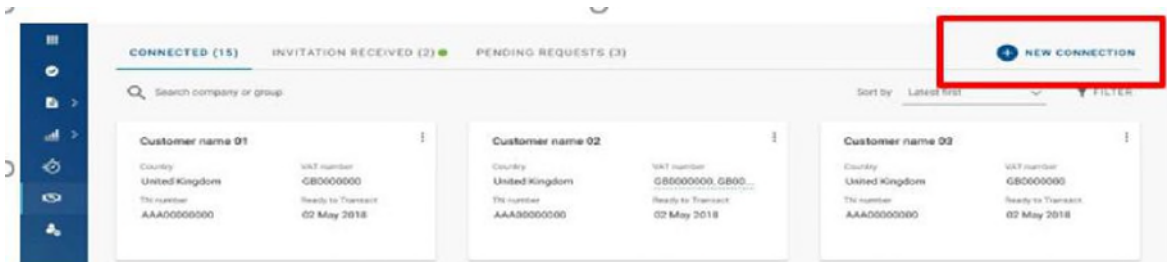 CONNECTED (15) INVITATION RECEIVED (2) PENDING REQUESTS (3) NEW CONNECTION
Search company or group Sort by Latest first FILTER
Customer name 01 Customer name 02 Customer name 03
Country VAT number Country VAT number Country VAT number
United Kingdom GB0000000 United Kingdom GB0000000, GB00... United Kingdom GB0000000
TN number Ready to Transact TN number Ready to Transact TN number Ready to Transact
AAA00000000 02 May 2018 AAA00000000 02 May 2018 AAA00000000 02 May 2018